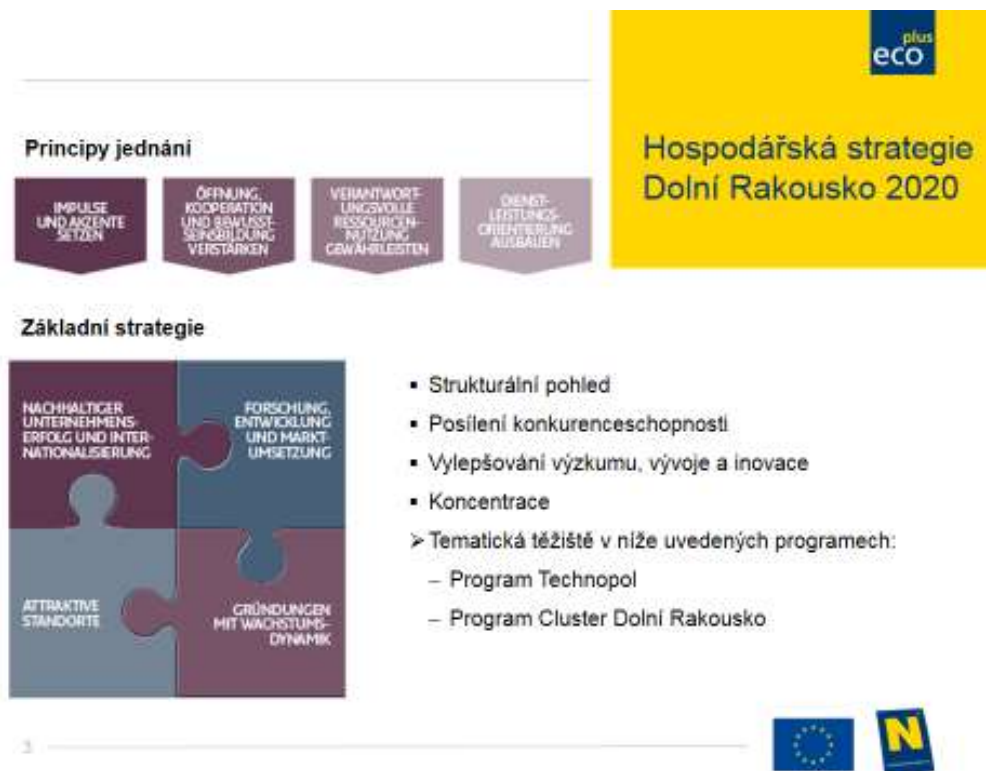 eco
plus
Hospodářská strategie
Dolní Rakousko 2020
Principy jednání
IMPULSE
UND AKZENTE
SETZEN
ÖFFNUNG,
KOOPERATION
UND BEWUSST-
SEINSBILDUNG
VERSTÄRKEN
VERANTWORT-
UNGSVOLLE
RESSOURCEN-
NUTZUNG
GEWÄHRLEISTEN
DIENST-
LEISTUNGS-
ORIENTIERUNG
AUSBAUEN
Základní strategie
NACHHALTIGER
UNTERNEHMENS-
ERFOLG UND INTER-
NATIONALISIERUNG
FORSCHUNG,
ENTWICKLUNG
UND MARKT-
UMSETZUNG
ATTRAKTIVE
STANDORTE
GRÜNDUNGEN
MIT WACHSTUMS-
DYNAMIK
▪ Strukturální pohled
▪ Posílení konkurenceschopnosti
▪ Vylepšování výzkumu, vývoje a inovace
▪ Koncentrace
➢ Tematická těžiště v níže uvedených programech:
– Program Technopol
– Program Cluster Dolní Rakousko
3
N